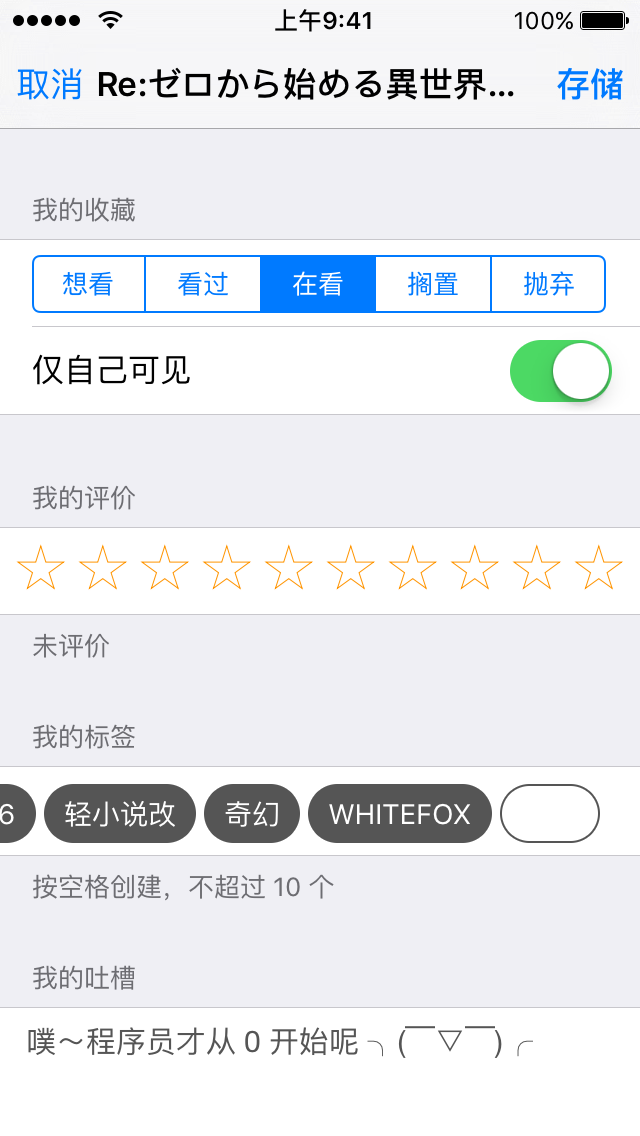 上午9:41 100%
取消 Re:ゼロから始める異世界... 存储
我的收藏
想看 看过 在看 搁置 抛弃
仅自己可见
我的评价
☆☆☆☆☆☆☆☆☆☆
未评价
我的标签
6 轻小说改 奇幻 WHITEFOX
按空格创建，不超过 10 个
我的吐槽
噗～程序员才从 0 开始呢 ╮(￣▽￣)╭